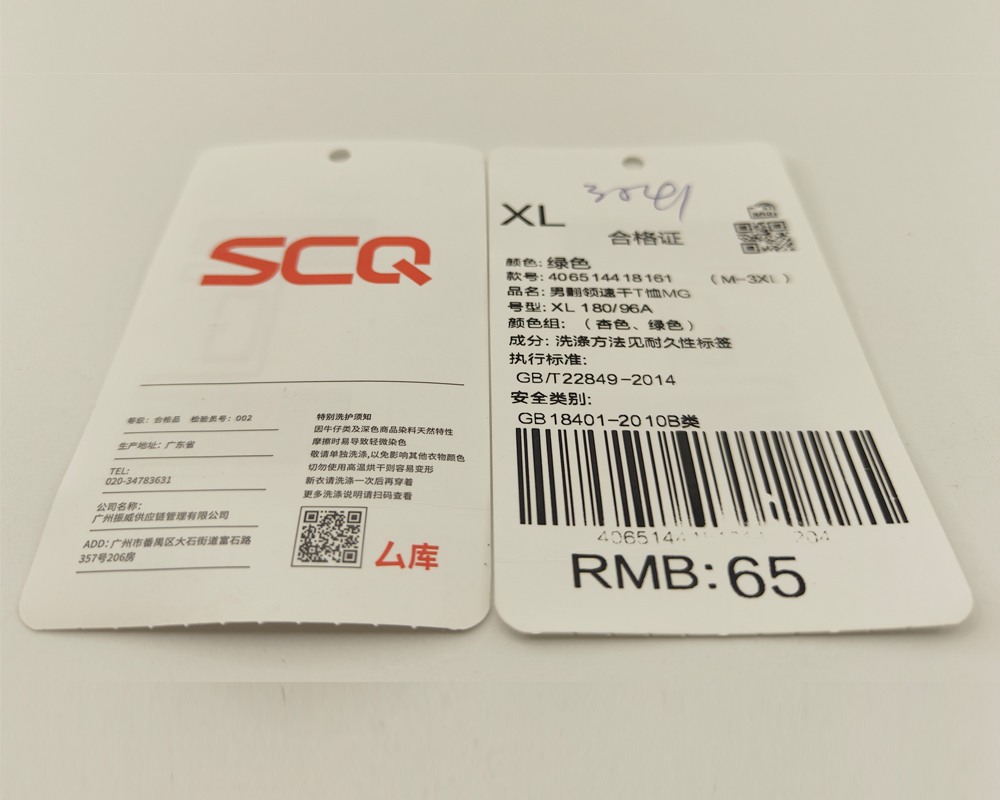 SCQ
等级：合格品 检验员号：002
生产地址：广东省
TEL:
020-34783631
公司名称：
广州振威供应链管理有限公司
ADD：广州市番禺区大石街道富石路
357号206房
特别洗护须知
因牛仔类及深色商品染料天然特性
摩擦时易导致轻微染色
敬请单独洗涤，以免影响其他衣物颜色
切勿使用高温烘干则容易变形
新衣请洗涤一次后再穿着
更多洗涤说明请扫码查看
厶库
XL
合格证
颜色：绿色
款号：406514418161 （M-3XL）
品名：男翻领速干T恤MG
号型：XL 180/96A
颜色组：（杏色、绿色）
成分：洗涤方法见耐久性标签
执行标准：
GB/T22849-2014
安全类别：
GB18401-2010B类
RMB：65